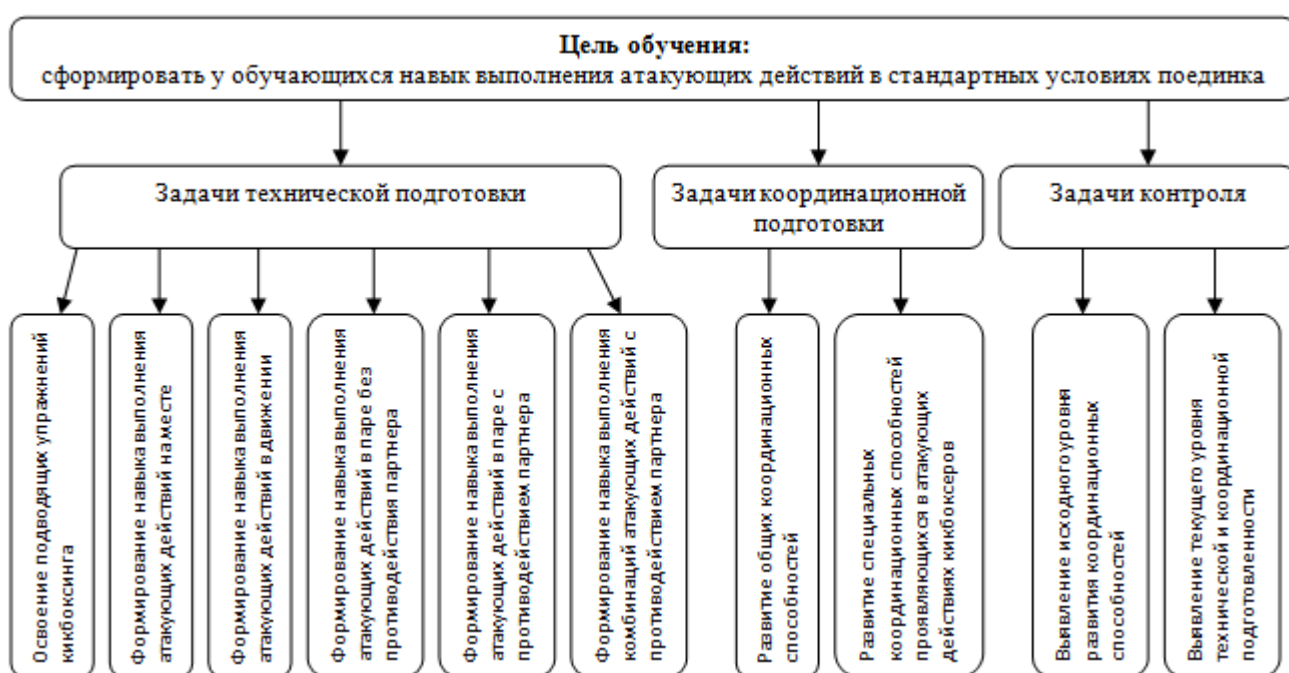 Цель обучения:
сформировать у обучающихся навык выполнения атакующих действий в стандартных условиях поединка
Задачи технической подготовки
Задачи координационной
подготовки
Задачи контроля
Освоение подводящих упражнений
кикбоксинга
Формирование навыка выполнения
атакующих действий на месте
Формирование навыка выполнения
атакующих действий в движении
Формирование навыка выполнения
атакующих действий в паре без
противодействия партнера
Формирование навыка выполнения
атакующих действий в паре с
противодействием партнера
Формирование навыка выполнения
комбинаций атакующих действий с
противодействием партнера
Развитие общих координационных
способностей
Развитие специальных
координационных способностей
проявляющихся в атакующих
действиях кикбоксеров
Выявление исходного уровня
развития координационных
способностей
Выявление текущего уровня
технической и координационной
подготовленности